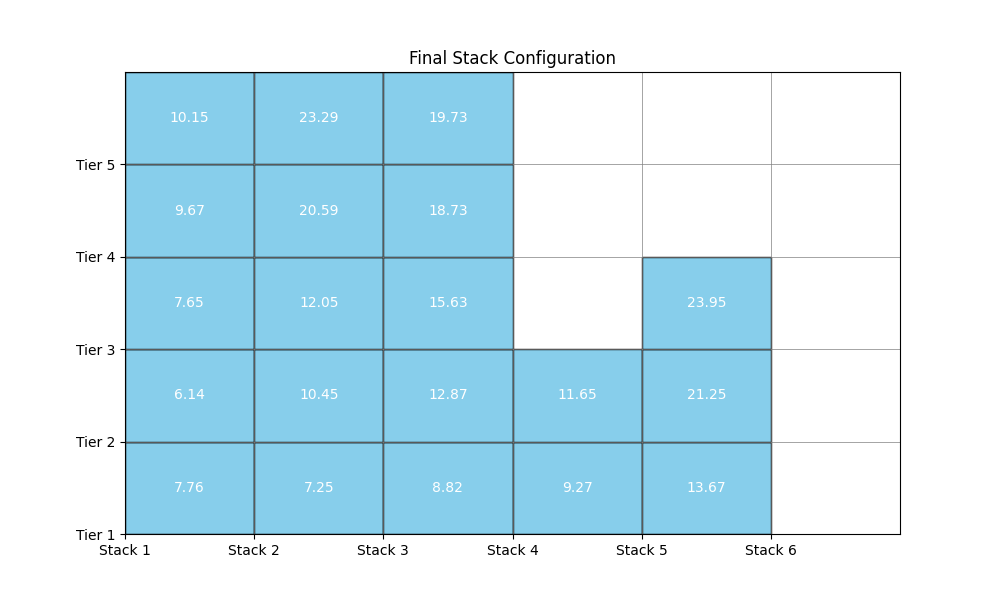 Final Stack Configuration
10.15 23.29 19.73
Tier 5
9.67 20.59 18.73
Tier 4
7.65 12.05 15.63 23.95
Tier 3
6.14 10.45 12.87 11.65 21.25
Tier 2
7.76 7.25 8.82 9.27 13.67
Tier 1
Stack 1 Stack 2 Stack 3 Stack 4 Stack 5 Stack 6